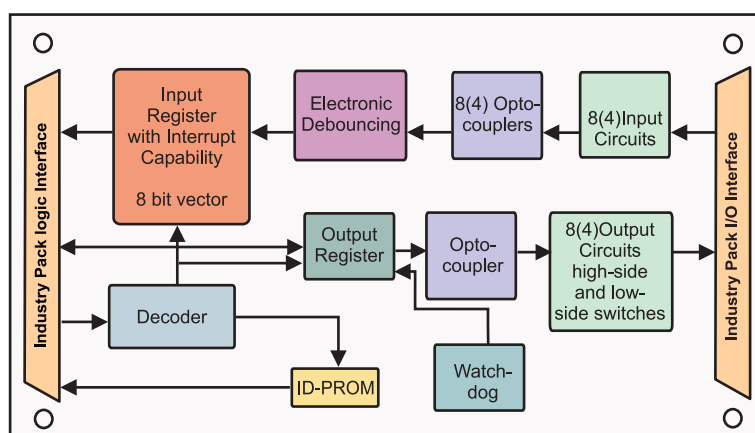 Industry Pack logic Interface
Input
Register
with Interrupt
Capability
8 bit vector
Electronic
Debouncing
8(4) Opto-
couplers
8(4)Input
Circuits
Industry Pack I/O Interface
Output
Register
Opto-
coupler
8(4)Output
Circuits
high-side
and low-
side switches
Decoder
ID-PROM
Watch-
dog